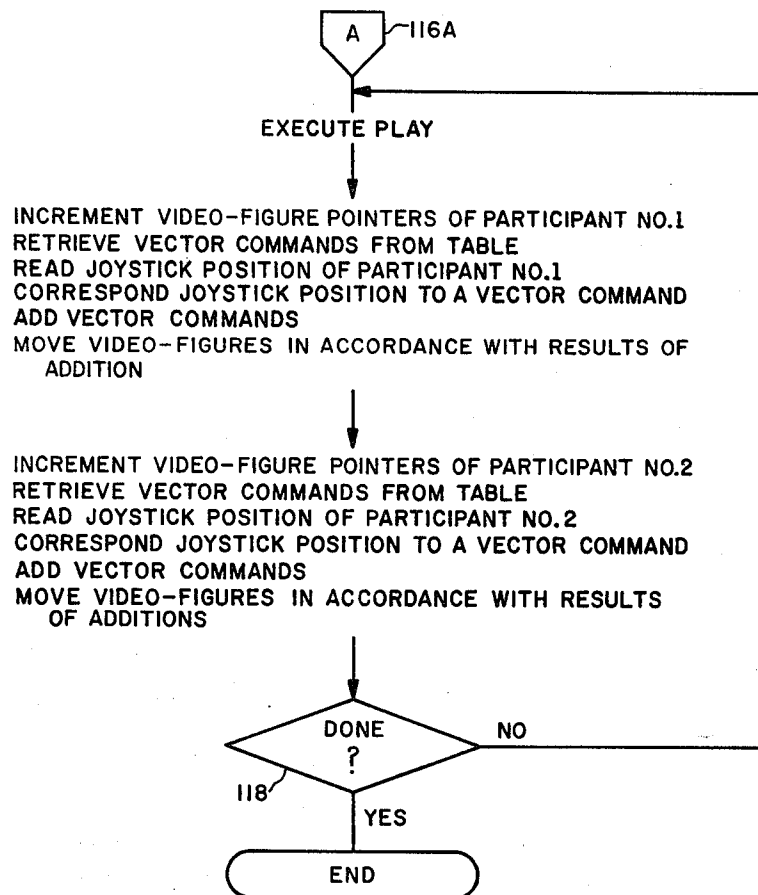 A
116A
EXECUTE PLAY
INCREMENT VIDEO-FIGURE POINTERS OF PARTICIPANT NO.1
RETRIEVE VECTOR COMMANDS FROM TABLE
READ JOYSTICK POSITION OF PARTICIPANT NO.1
CORRESPOND JOYSTICK POSITION TO A VECTOR COMMAND
ADD VECTOR COMMANDS
MOVE VIDEO-FIGURES IN ACCORDANCE WITH RESULTS OF
ADDITION
INCREMENT VIDEO-FIGURE POINTERS OF PARTICIPANT NO.2
RETRIEVE VECTOR COMMANDS FROM TABLE
READ JOYSTICK POSITION OF PARTICIPANT NO.2
CORRESPOND JOYSTICK POSITION TO A VECTOR COMMAND
ADD VECTOR COMMANDS
MOVE VIDEO-FIGURES IN ACCORDANCE WITH RESULTS
OF ADDITIONS
DONE
?
NO
118
YES
END